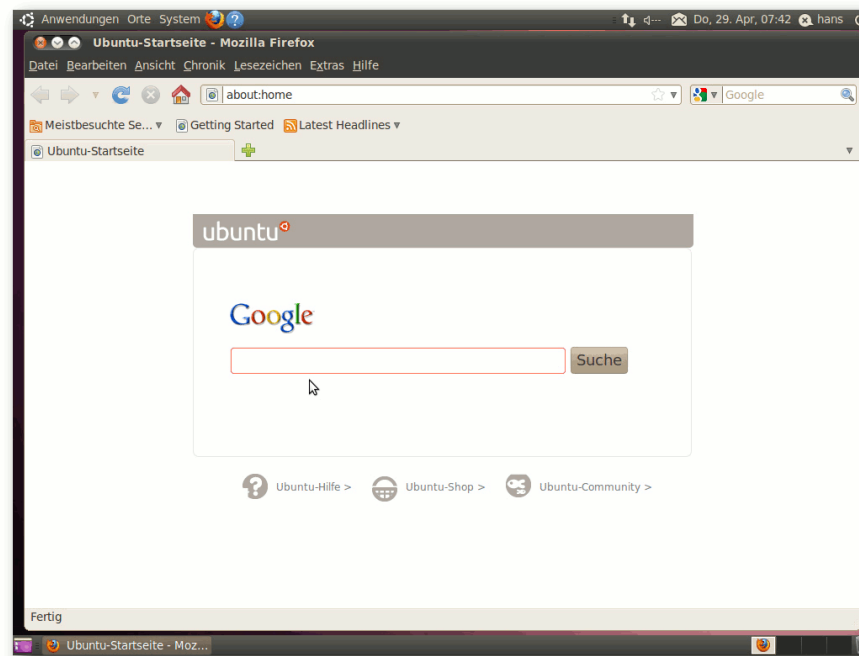 Anwendungen Orte System Do, 29. Apr, 07:42 hans
Ubuntu-Startseite - Mozilla Firefox
Datei Bearbeiten Ansicht Chronik Lesezeichen Extras Hilfe
about:home Google
Meistbesuchte Se... Getting Started Latest Headlines
Ubuntu-Startseite
ubuntu
Google
Suche
Ubuntu-Hilfe > Ubuntu-Shop > Ubuntu-Community >
Fertig
Ubuntu-Startseite - Moz...